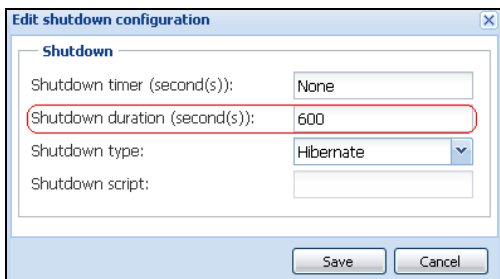 Edit shutdown configuration
Shutdown
Shutdown timer (second(s)): None
Shutdown duration (second(s)): 600
Shutdown type: Hibernate
Shutdown script:
Save Cancel